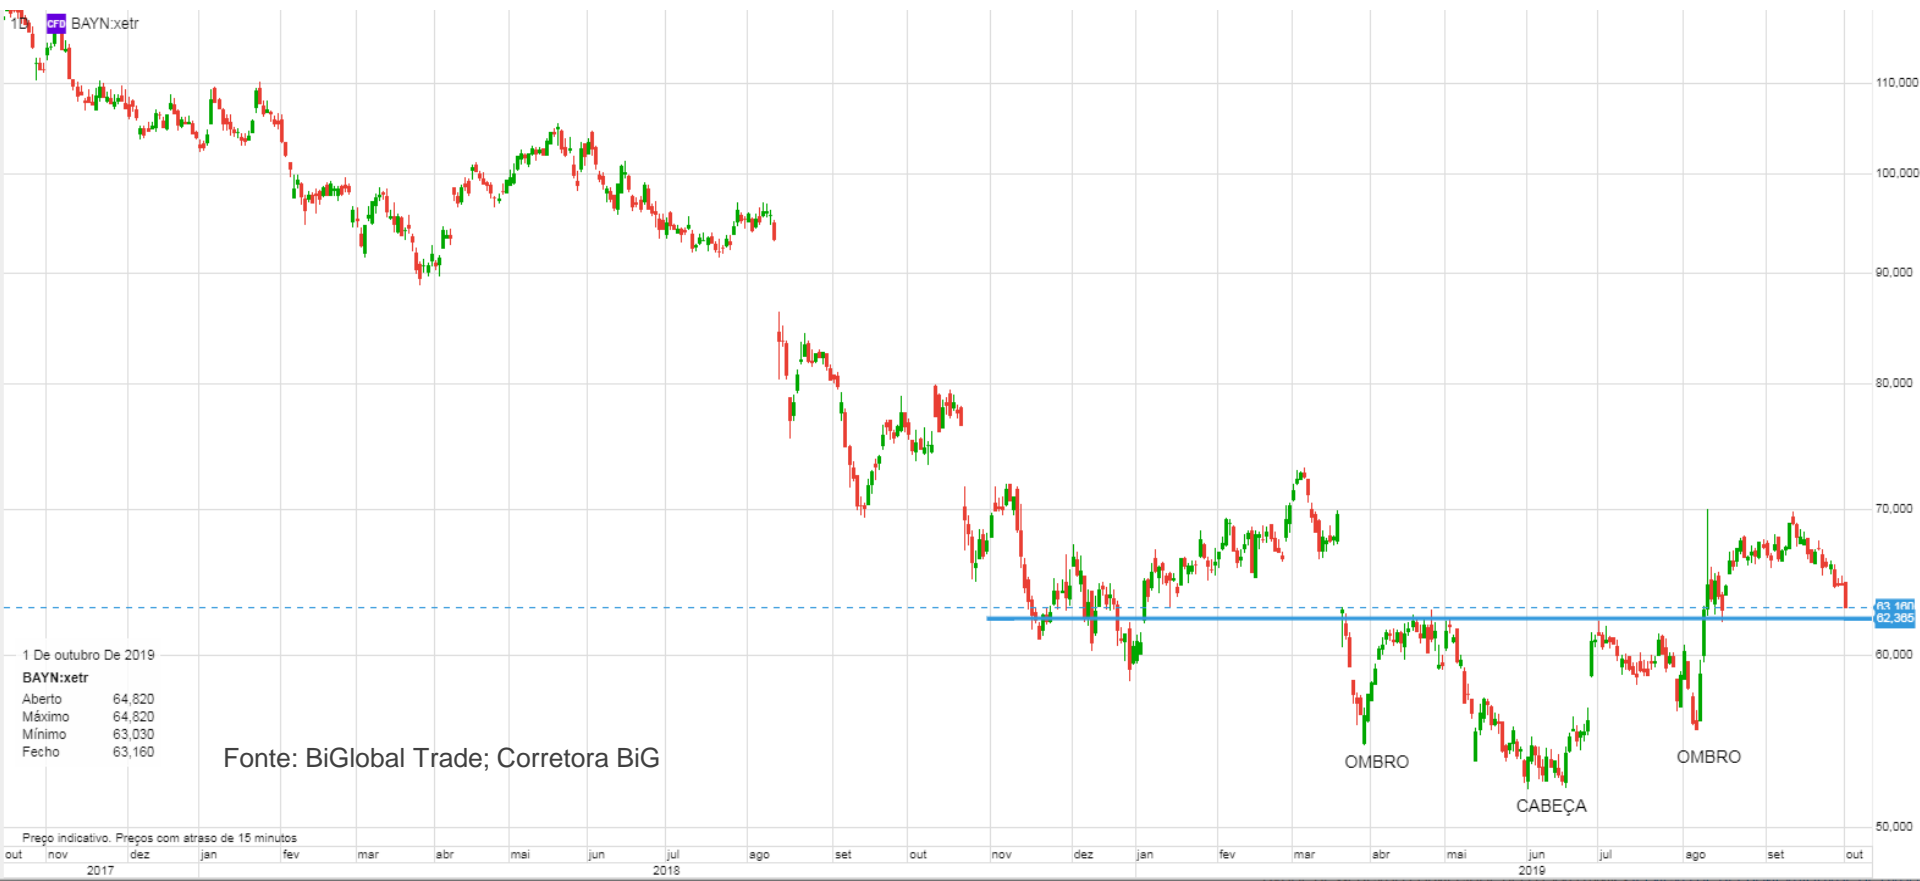 1D CFD BAYN:xetr
110,000
100,000
90,000
80,000
70,000
63,160
62,365
60,000
50,000
1 De outubro De 2019
BAYN:xetr
Aberto 64,820
Máximo 64,820
Mínimo 63,030
Fecho 63,160
Fonte: BiGlobal Trade; Corretora BiG
OMBRO
CABEÇA
OMBRO
Preço indicativo. Preços com atraso de 15 minutos
out nov dez jan fev mar abr mai jun jul ago set out nov dez jan fev mar abr mai jun jul ago set out
2017 2018 2019